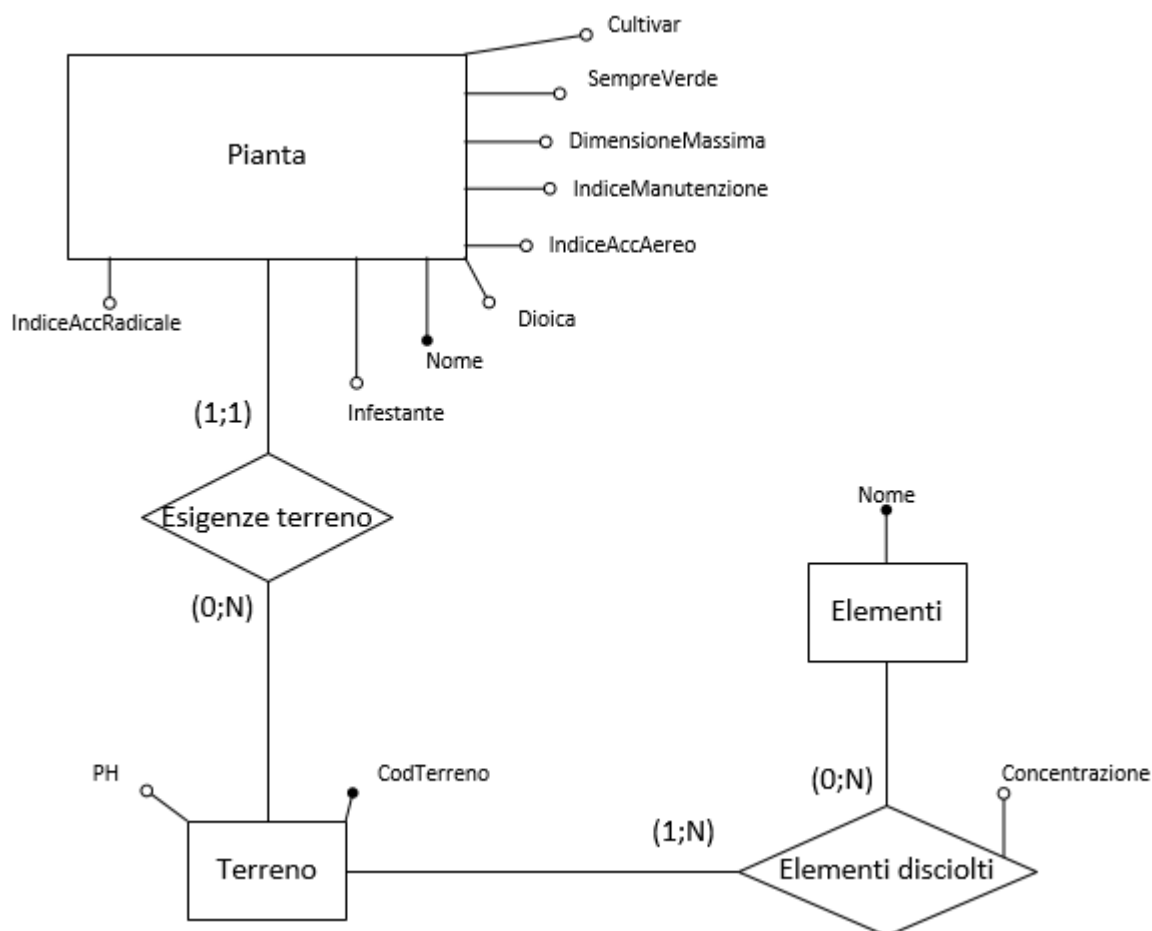 Cultivar
SempreVerde
DimensioneMassima
Pianta
IndiceManutenzione
IndiceAccAereo
Dioica
IndiceAccRadicale
Nome
Infestante
(1;1)
Esigenze terreno
Nome
(0;N)
Elementi
PH
CodTerreno
(0;N)
Concentrazione
(1;N)
Terreno
Elementi disciolti